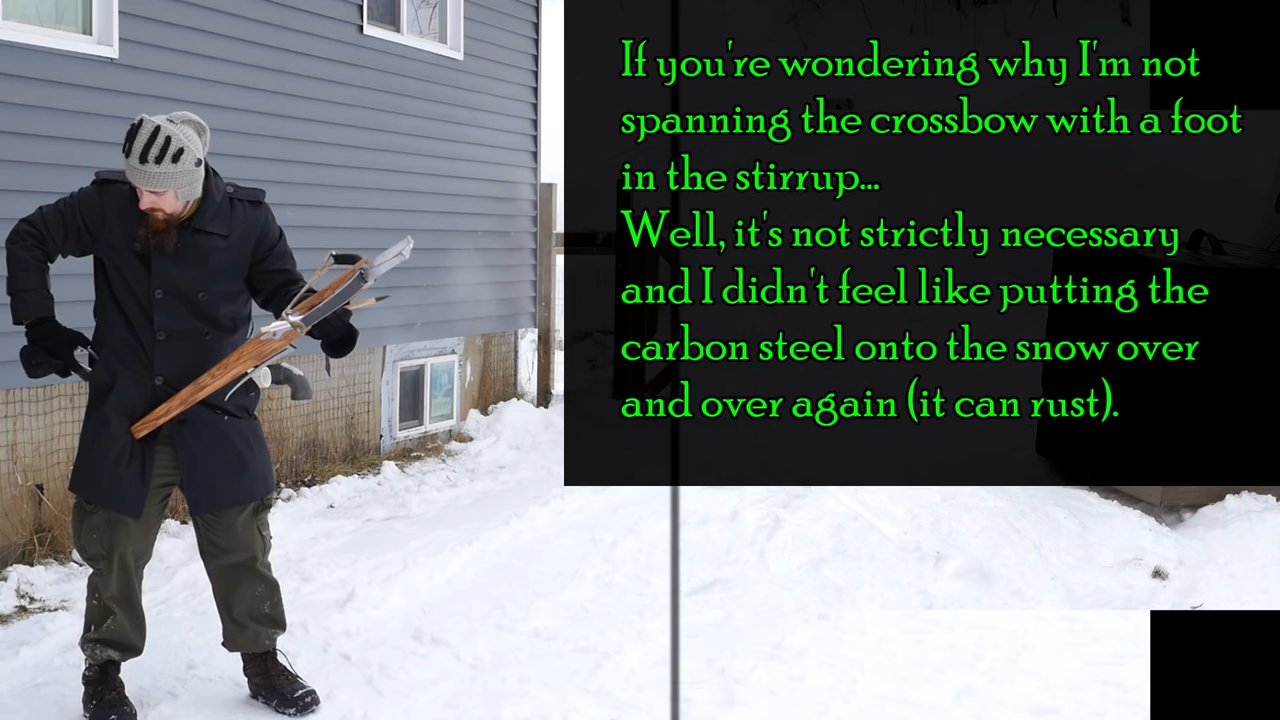 If you're wondering why I'm not
spanning the crossbow with a foot
in the stirrup...
Well, it's not strictly necessary
and I didn't feel like putting the
carbon steel onto the snow over
and over again (it can rust).